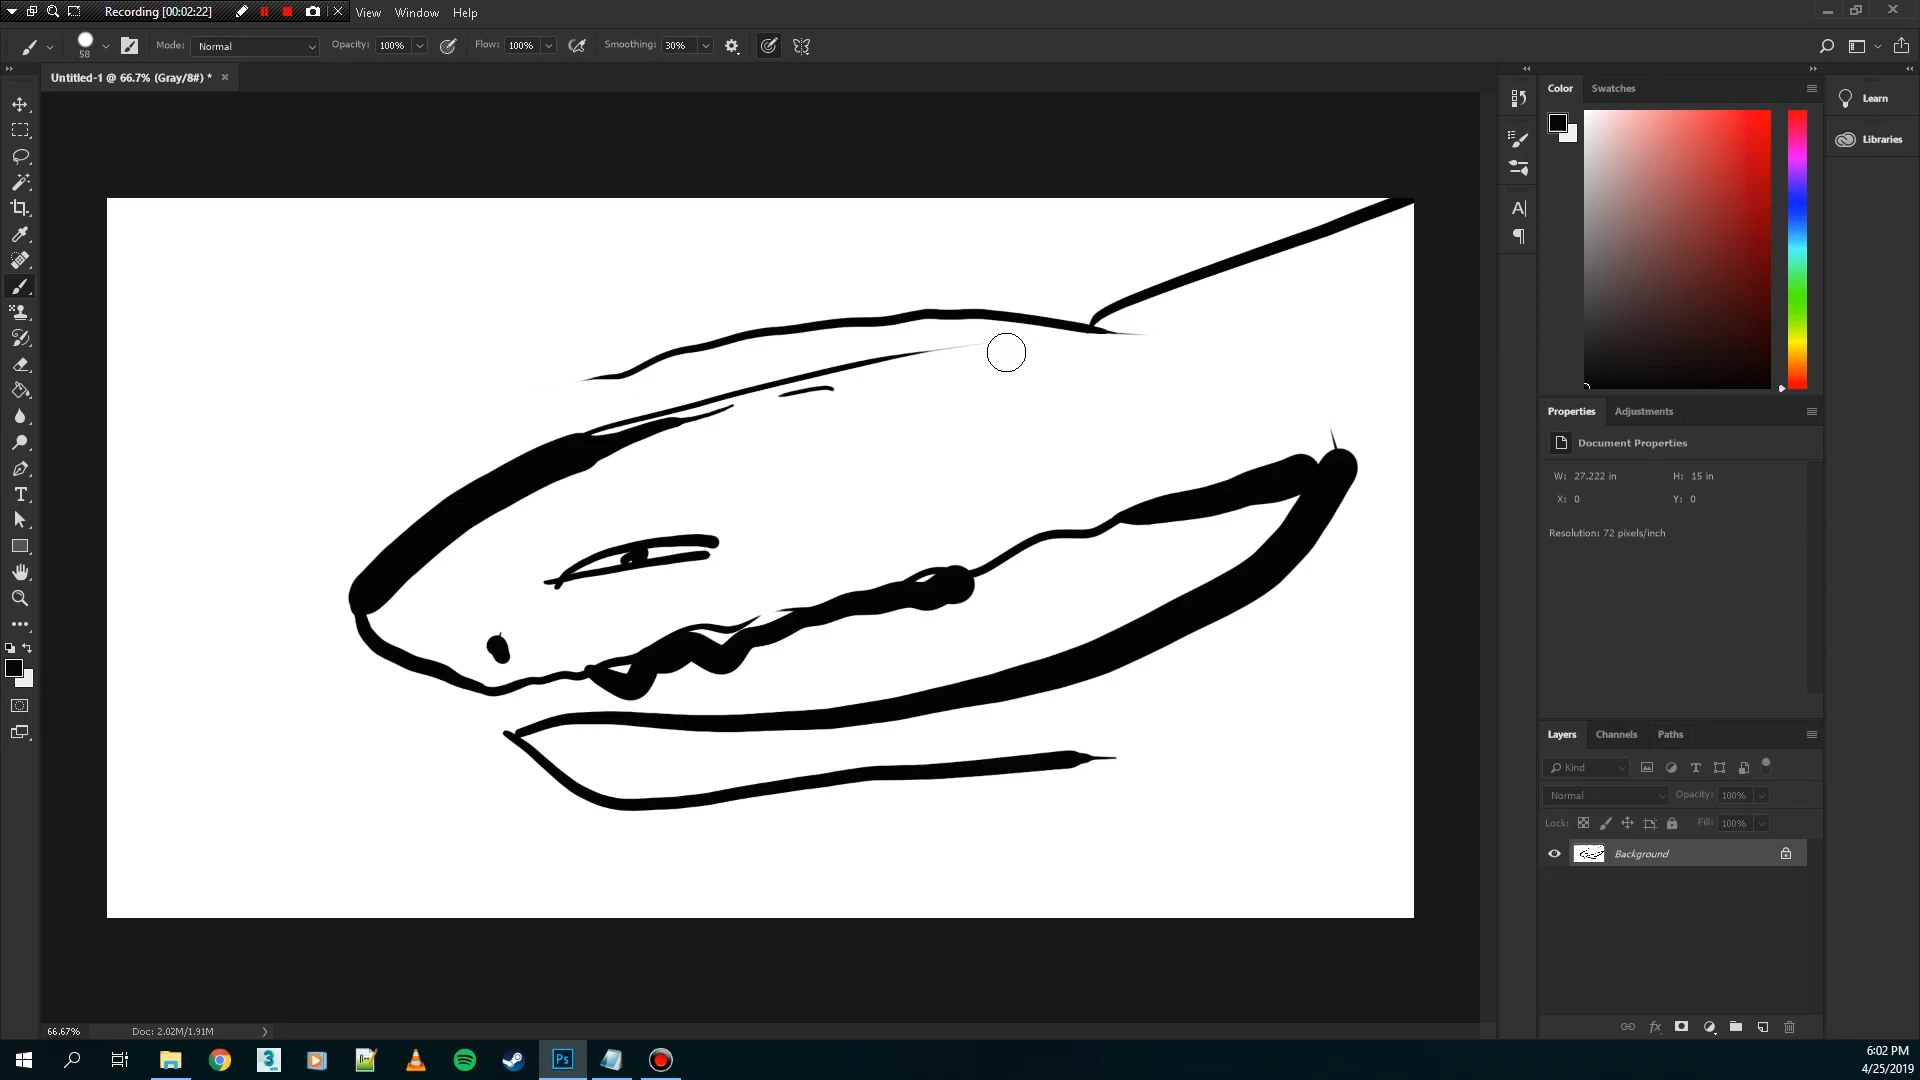 Recording [00:02:22]
View Window Help
58
Mode: Normal
Opacity: 100%
Flow: 100%
Smoothing: 30%
Untitled-1 @ 66.7% (Gray/8#) *
Color Swatches
Learn
Libraries
Properties Adjustments
Document Properties
W: 27.222 in H: 15 in
X: 0 Y: 0
Resolution: 72 pixels/inch
Layers Channels Paths
Kind
Normal Opacity: 100%
Lock: Fill: 100%
Background
66.67% Doc: 2.02M/1.91M
Ps
6:02 PM
4/25/2019